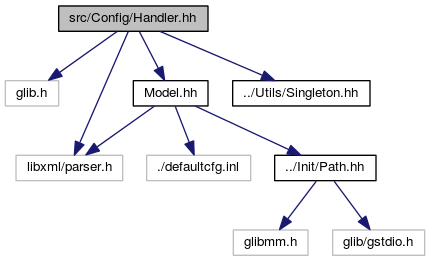 src/Config/Handler.hh
glib.h
Model.hh
../Utils/Singleton.hh
libxml/parser.h
./defaultcfg.inl
../Init/Path.hh
glibmm.h
glib/gstdio.h